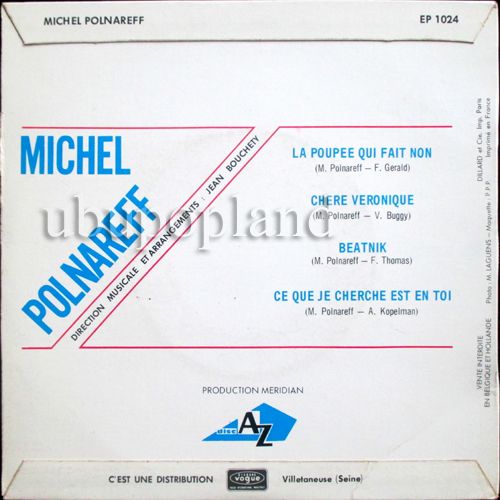 MICHEL POLNAREFF
EP 1024
MICHEL
POLNAREFF
DIRECTION MUSICALE ET ARRANGEMENTS : JEAN BOUCHETY
LA POUPEE QUI FAIT NON
(M. Polnareff — F. Gerald)
CHERE VERONIQUE
(M. Polnareff — V. Buggy)
BEATNIK
(M. Polnareff — F. Thomas)
CE QUE JE CHERCHE EST EN TOI
(M. Polnareff — A. Kopelman)
ubupopland
VENTE INTERDITE
EN BELGIQUE ET HOLLANDE
Photo : M. LAGUENS — Maquette : P.P.P.
DILLARD et Cie. Imp. Paris
Imprimé en France
PRODUCTION MERIDIAN
disc AZ
C'EST UNE DISTRIBUTION
vogue
Villetaneuse (Seine)